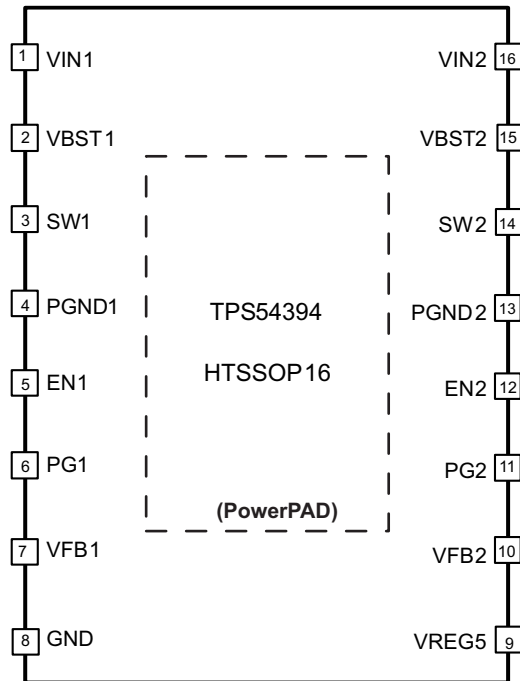 1 VIN1
VIN2 16
2 VBST1
VBST2 15
3 SW1
SW2 14
4 PGND1
PGND2 13
TPS54394
5 EN1
HTSSOP16
EN2 12
6 PG1
PG2 11
(PowerPAD)
7 VFB1
VFB2 10
8 GND
VREG5 9